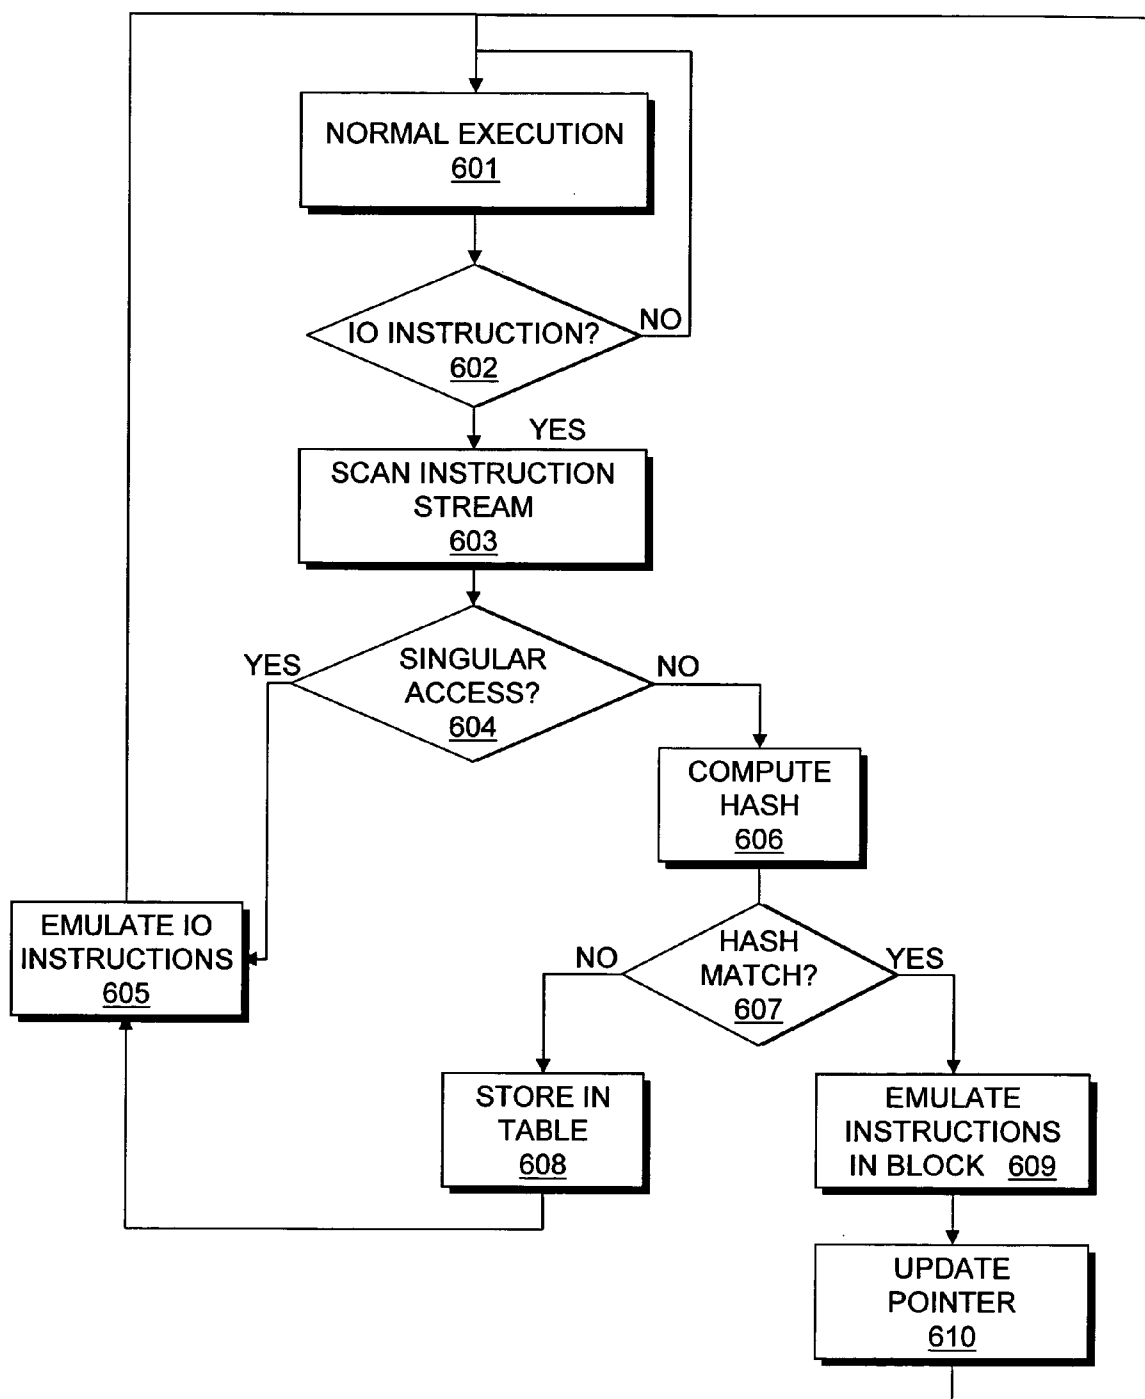 NORMAL EXECUTION
601
IO INSTRUCTION?
602
NO
YES
SCAN INSTRUCTION
STREAM
603
YES
SINGULAR
ACCESS?
604
NO
COMPUTE
HASH
606
EMULATE IO
INSTRUCTIONS
605
NO
HASH
MATCH?
607
YES
STORE IN
TABLE
608
EMULATE
INSTRUCTIONS
IN BLOCK 609
UPDATE
POINTER
610